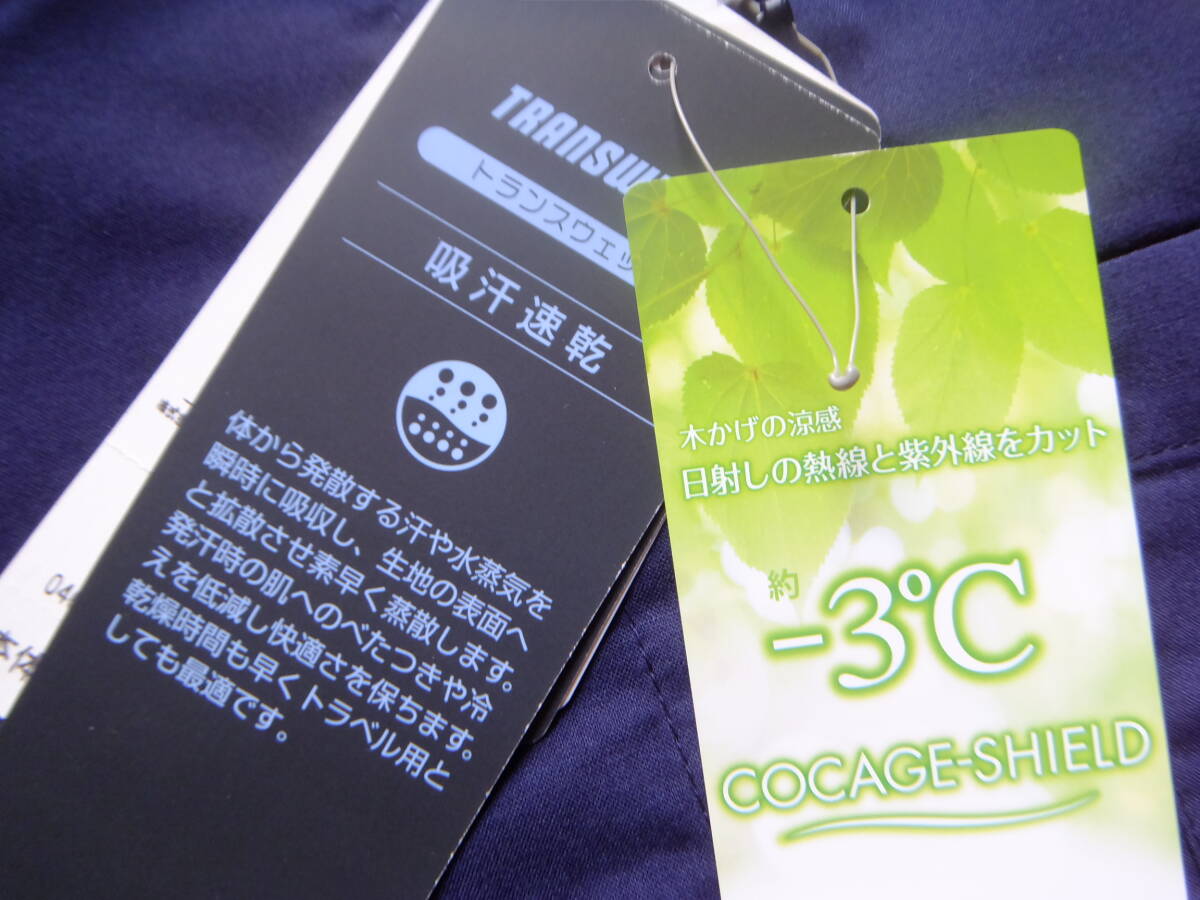 TRANSW
トランスウェッ
吸汗速乾
体から発散する汗や水蒸気を
瞬時に吸収し、生地の表面へ
と拡散させ素早く蒸散します。
発汗時の肌へのべたつきや冷
えを低減し快適さを保ちます。
乾燥時間も早くトラベル用と
しても最適です。
04
本体
木かげの涼感
日射しの熱線と紫外線をカット
約
-3℃
COCAGE-SHIELD